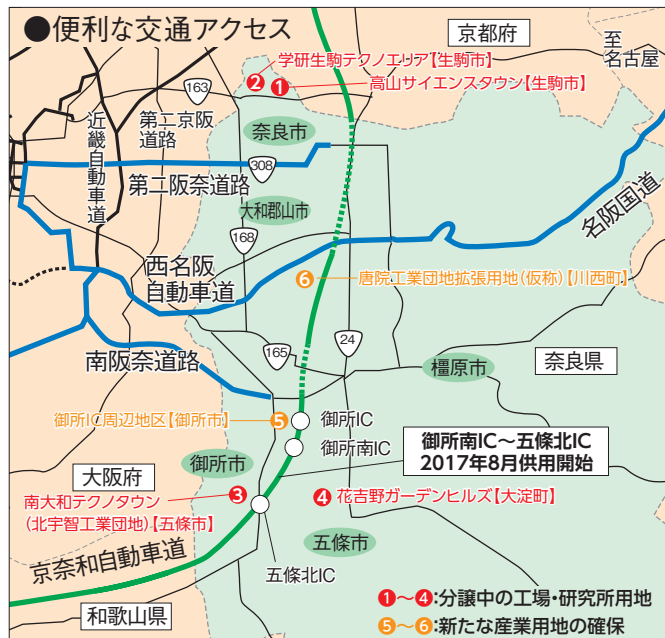 ●便利な交通アクセス
京都府
至名古屋
学研生駒テクノエリア【生駒市】
❷ ❶ 高山サイエンスタウン【生駒市】
163
近畿自動車道
第二京阪
道路
奈良市
308
第二阪奈道路
大和郡山市
名阪国道
168
西名阪
自動車道
❻ 唐院工業団地拡張用地(仮称)【川西町】
南阪奈道路
165
24
橿原市
奈良県
御所IC周辺地区【御所市】
❺
御所IC
御所南IC
御所南IC〜五條北IC
2017年8月供用開始
大阪府
御所市
南大和テクノタウン
(北宇智工業団地)【五條市】
❸
❹ 花吉野ガーデンヒルズ【大淀町】
五條市
京奈和自動車道
五條北IC
和歌山県
❶〜❹:分譲中の工場・研究所用地
❺〜❻:新たな産業用地の確保